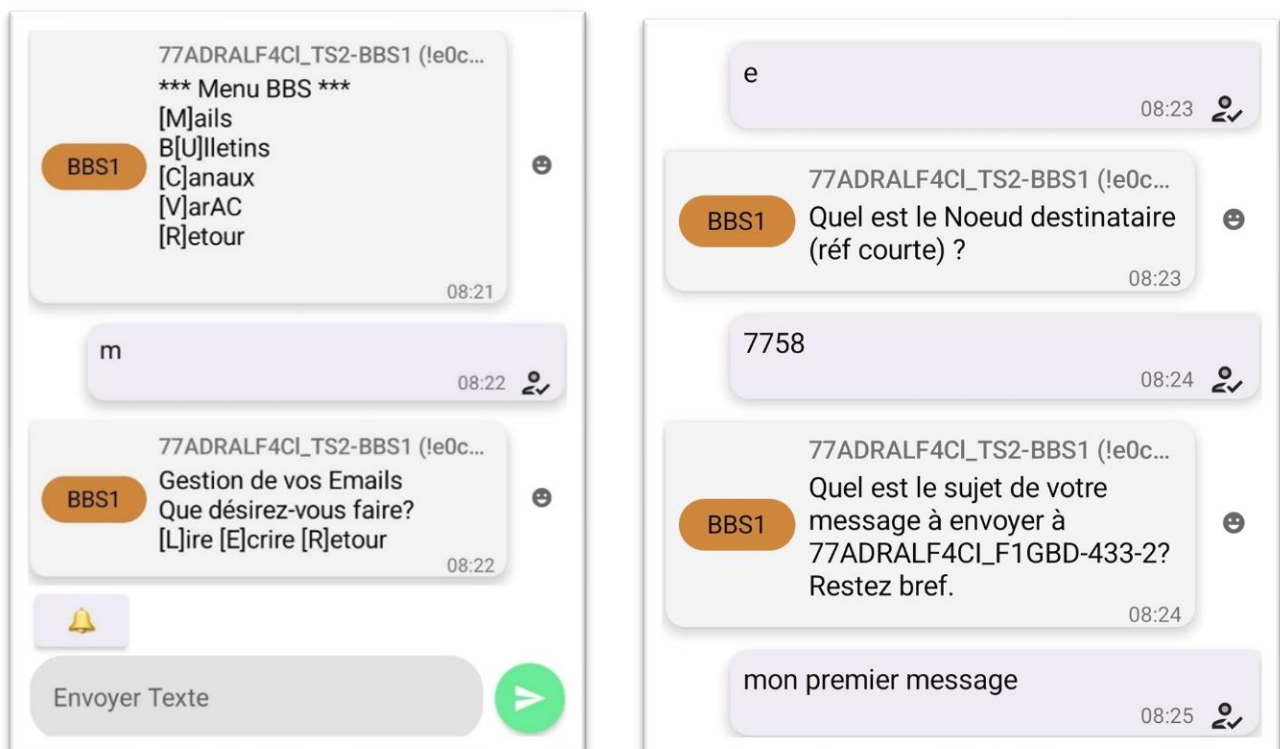 77ADRALF4Cl_TS2-BBS1 (!e0c...
*** Menu BBS ***
[M]ails
B[U]lletins
[C]anaux
[V]arAC
[R]etour
BBS1
08:21
m
08:22
77ADRALF4Cl_TS2-BBS1 (!e0c...
Gestion de vos Emails
Que désirez-vous faire?
[L]ire [E]crire [R]etour
BBS1
08:22
Envoyer Texte
e
08:23
77ADRALF4Cl_TS2-BBS1 (!e0c...
Quel est le Noeud destinataire
(réf courte) ?
BBS1
08:23
7758
08:24
77ADRALF4Cl_TS2-BBS1 (!e0c...
Quel est le sujet de votre
message à envoyer à
77ADRALF4Cl_F1GBD-433-2?
Restez bref.
BBS1
08:24
mon premier message
08:25